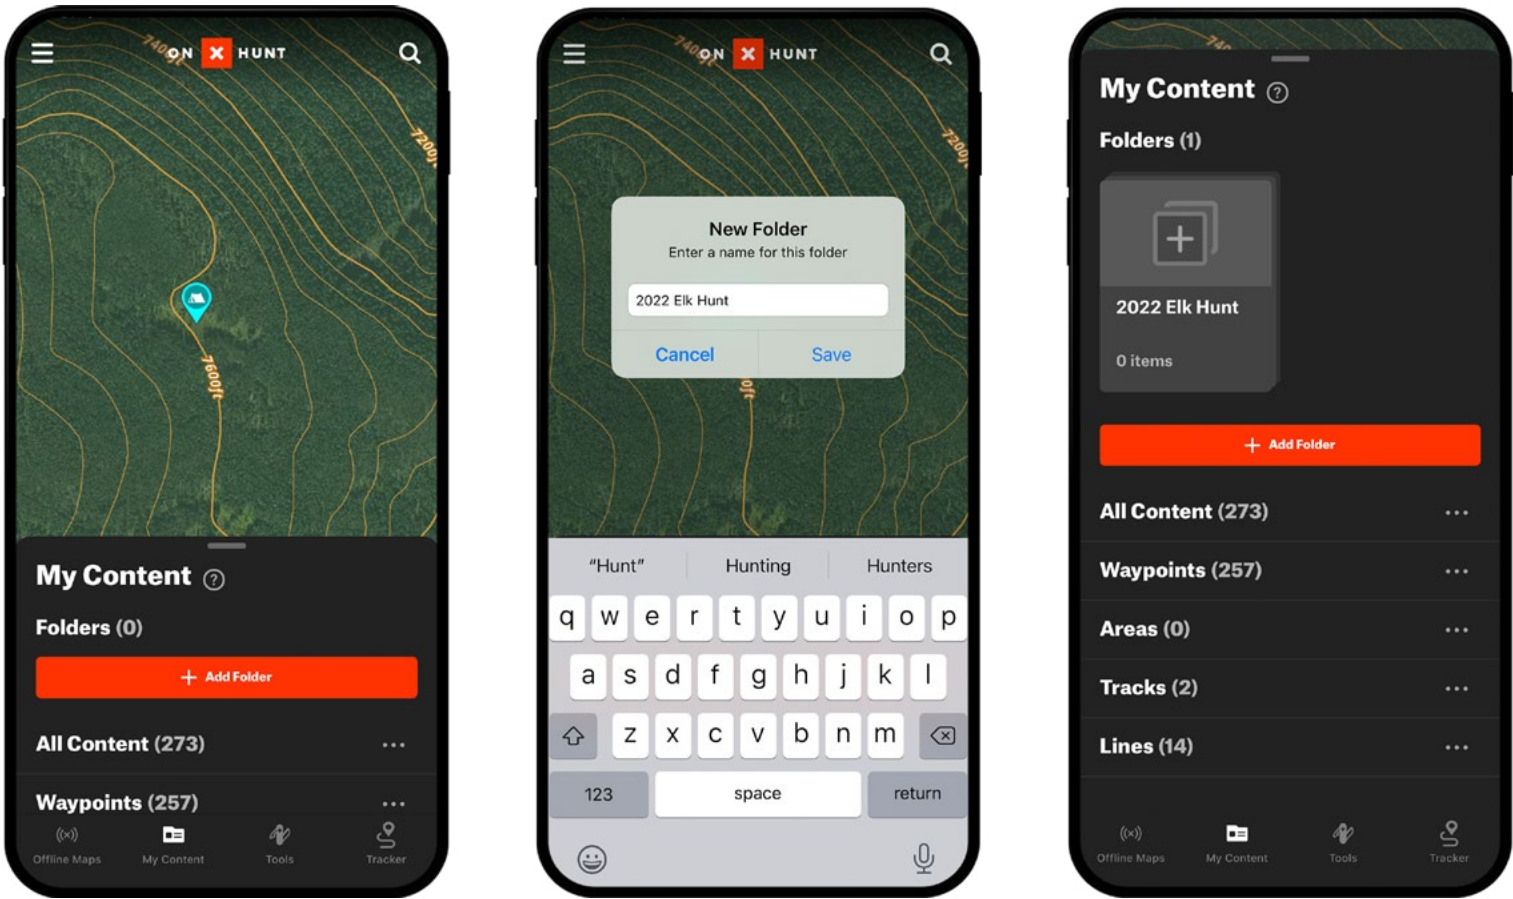 ON X HUNT
7400ft
7200ft
7600ft
My Content ?
Folders (0)
+ Add Folder
All Content (273)
Waypoints (257)
Offline Maps
My Content
Tools
Tracker
ON X HUNT
New Folder
Enter a name for this folder
2022 Elk Hunt
Cancel
Save
“Hunt”
Hunting
Hunters
q w e r t y u i o p
a s d f g h j k l
z x c v b n m
123
space
return
My Content ?
Folders (1)
2022 Elk Hunt
0 items
+ Add Folder
All Content (273)
Waypoints (257)
Areas (0)
Tracks (2)
Lines (14)
Offline Maps
My Content
Tools
Tracker